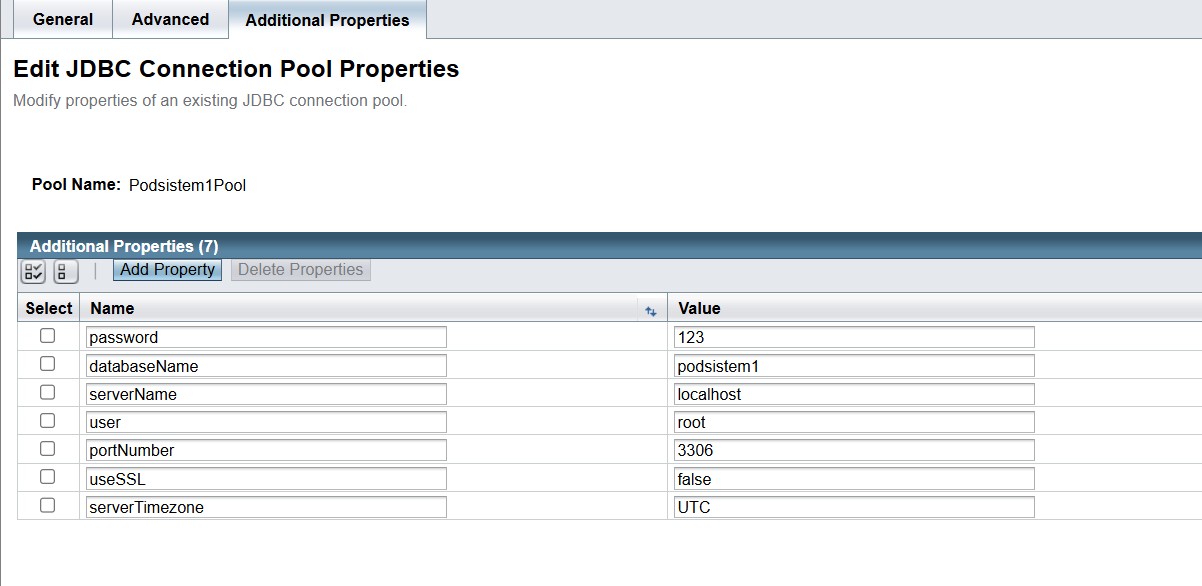 General Advanced Additional Properties
Edit JDBC Connection Pool Properties
Modify properties of an existing JDBC connection pool.
Pool Name: Podsistem1Pool
Additional Properties (7)
Add Property Delete Properties
Select Name Value
password 123
databaseName podsistem1
serverName localhost
user root
portNumber 3306
useSSL false
serverTimezone UTC